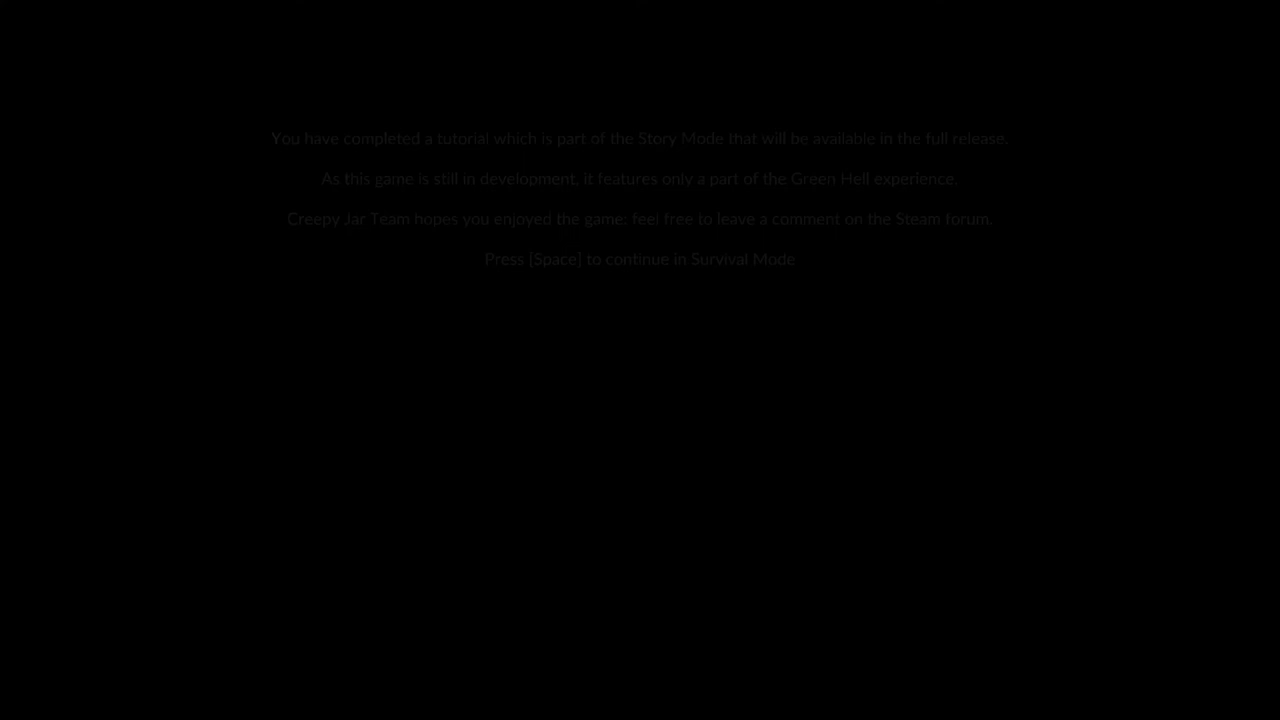 You have completed a tutorial which is part of the Story Mode that will be available in the full release.
As this game is still in development, it features only a part of the Green Hell experience.
Creepy Jar Team hopes you enjoyed the game: feel free to leave a comment on the Steam forum.
Press [Space] to continue in Survival Mode